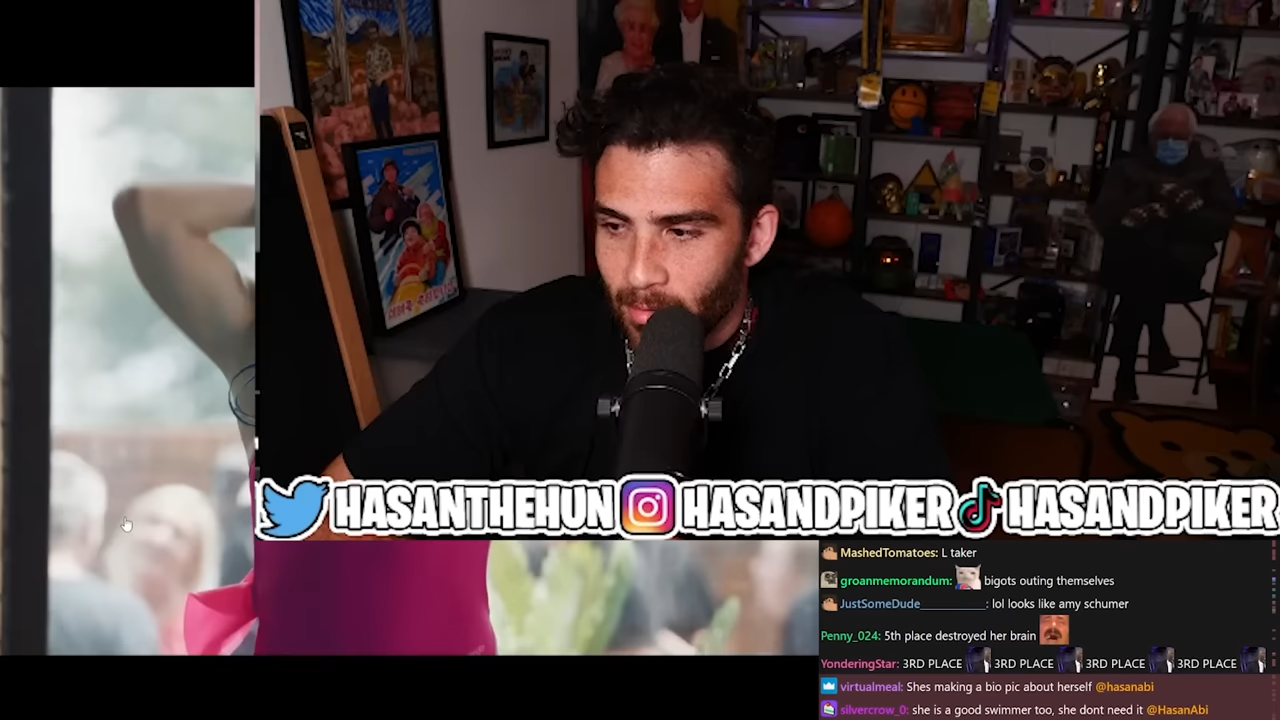 HASANTHEHUN HASANDPIKER HASANDPIKER
MashedTomatoes: L taker
groanmemorandum: bigots outing themselves
JustSomeDude__________: lol looks like amy schumer
Penny_024: 5th place destroyed her brain
YonderingStar: 3RD PLACE 3RD PLACE 3RD PLACE 3RD PLACE
virtualmeal: Shes making a bio pic about herself @hasanabi
silvercrow_0: she is a good swimmer too, she dont need it @HasanAbi